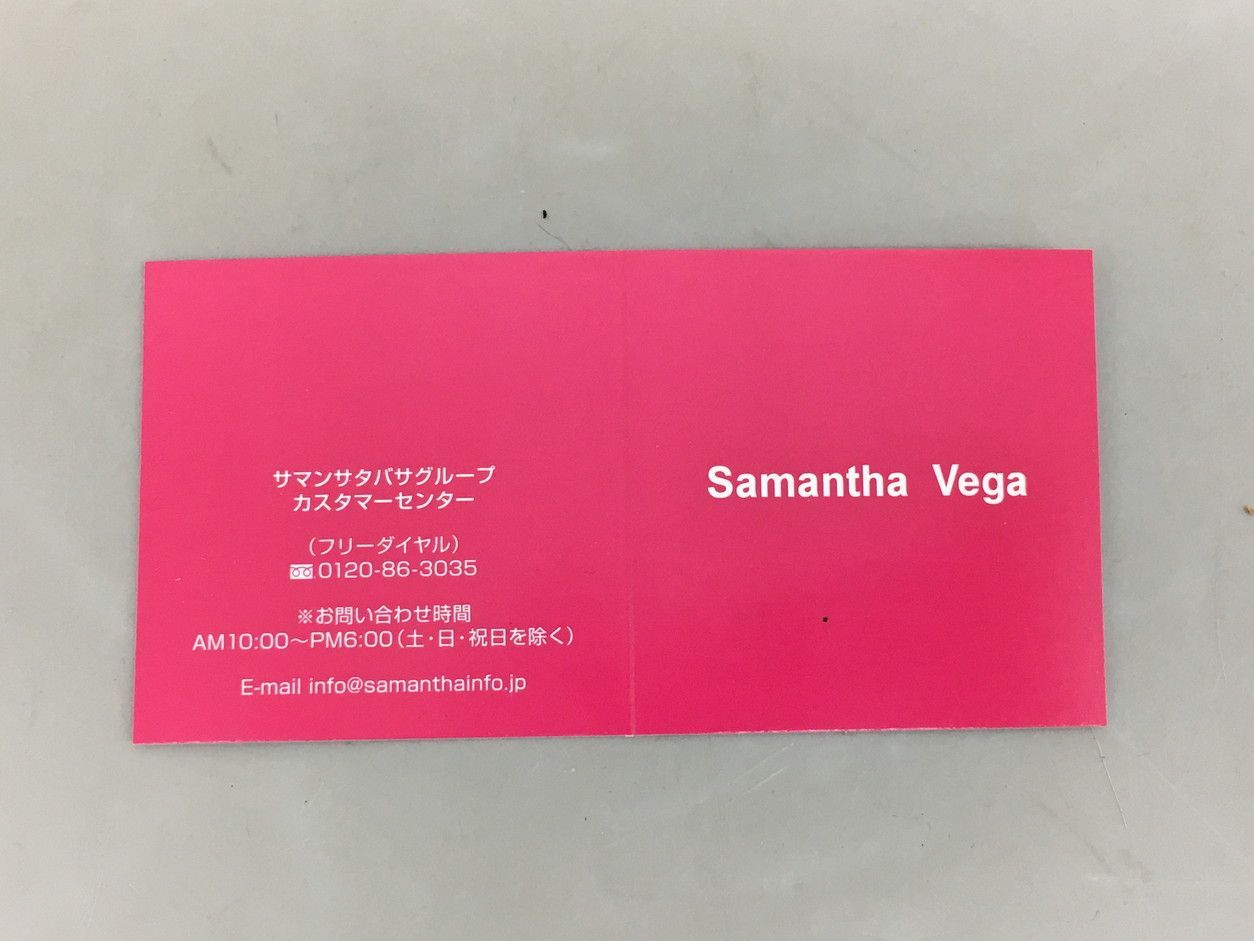 サマンサタバサグループ
カスタマーセンター
（フリーダイヤル）
0120-86-3035
※お問い合わせ時間
AM10:00～PM6:00（土・日・祝日を除く）
E-mail info@samanthainfo.jp
Samantha Vega